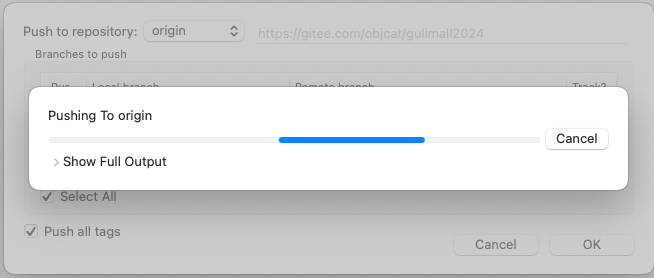 Push to repository: origin https://gitee.com/objcat/gulimall2024
Branches to push
Pus Local branch Remote branch Track?
Pushing To origin
Cancel
Show Full Output
Select All
Push all tags
Cancel OK